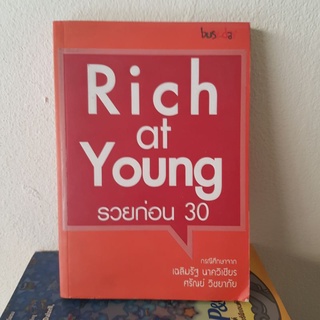 Rich
at
Young
รวยก่อน 30
กรณีศึกษาจาก
เฉลิมรัฐ นาควิเชียร
ศรัณย์ วิชยาภัย